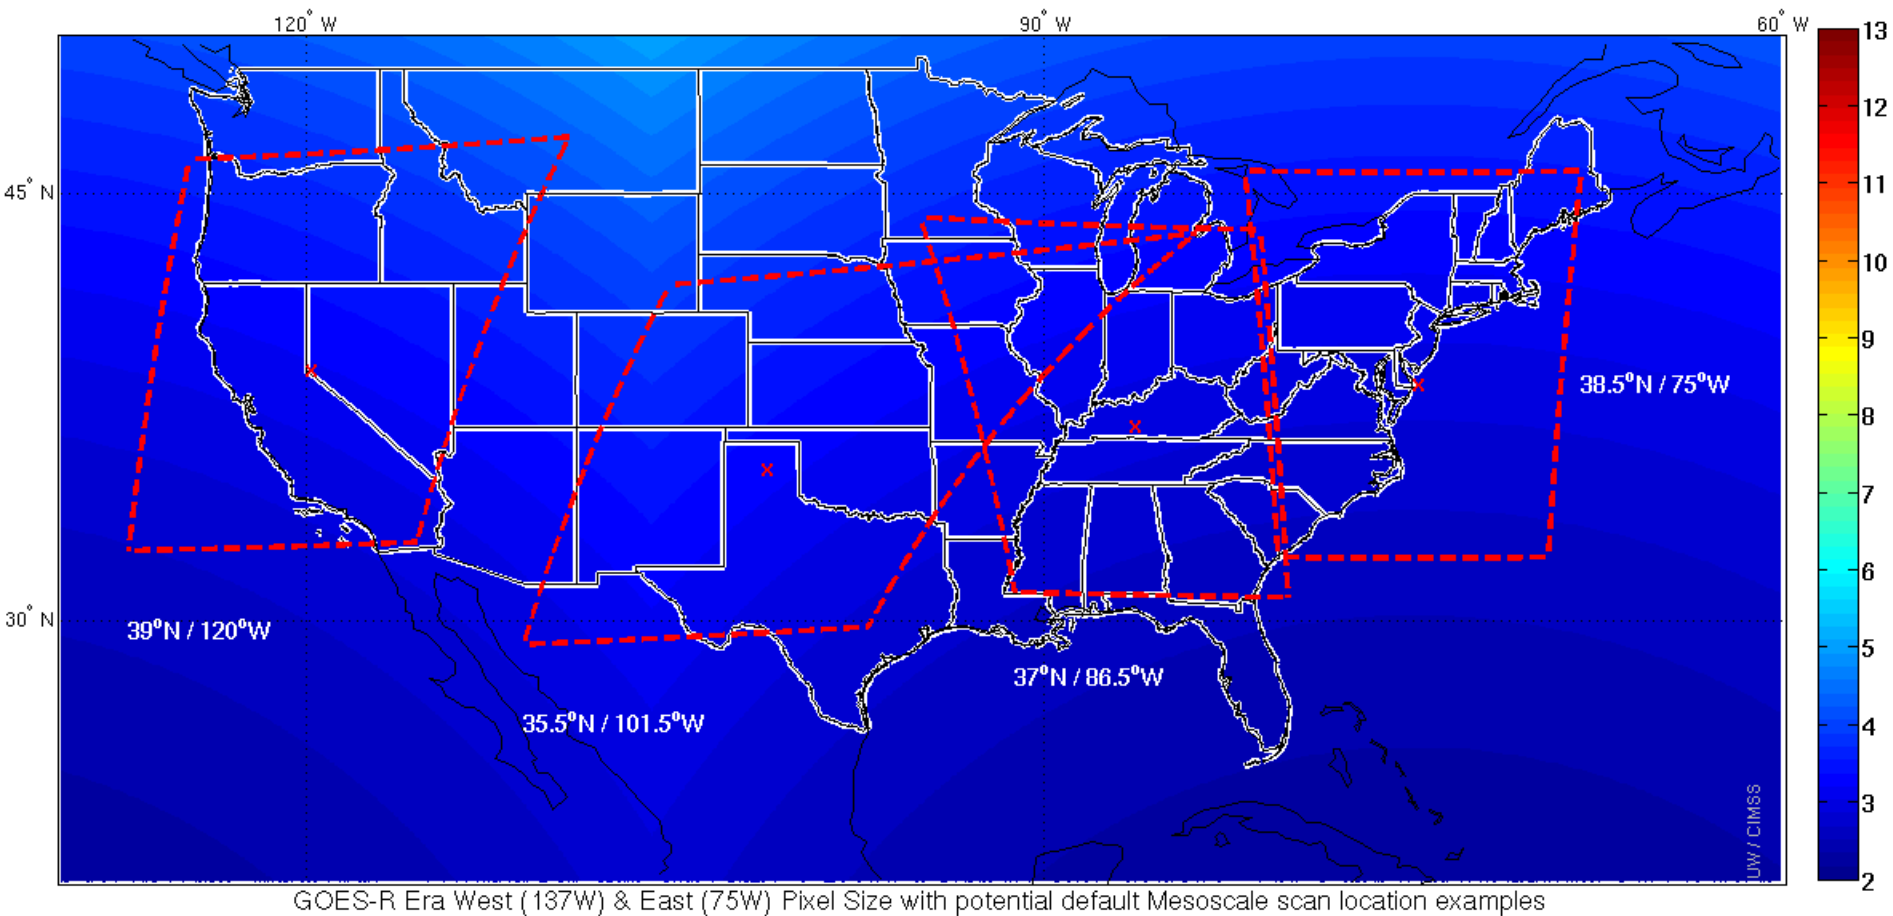 120° W
90° W
60° W
13
12
11
10
9
8
7
6
5
4
3
2
45° N
30° N
38.5°N / 75°W
39°N / 120°W
37°N / 86.5°W
35.5°N / 101.5°W
UW / CIMSS
GOES-R Era West (137W) & East (75W) Pixel Size with potential default Mesoscale scan location examples